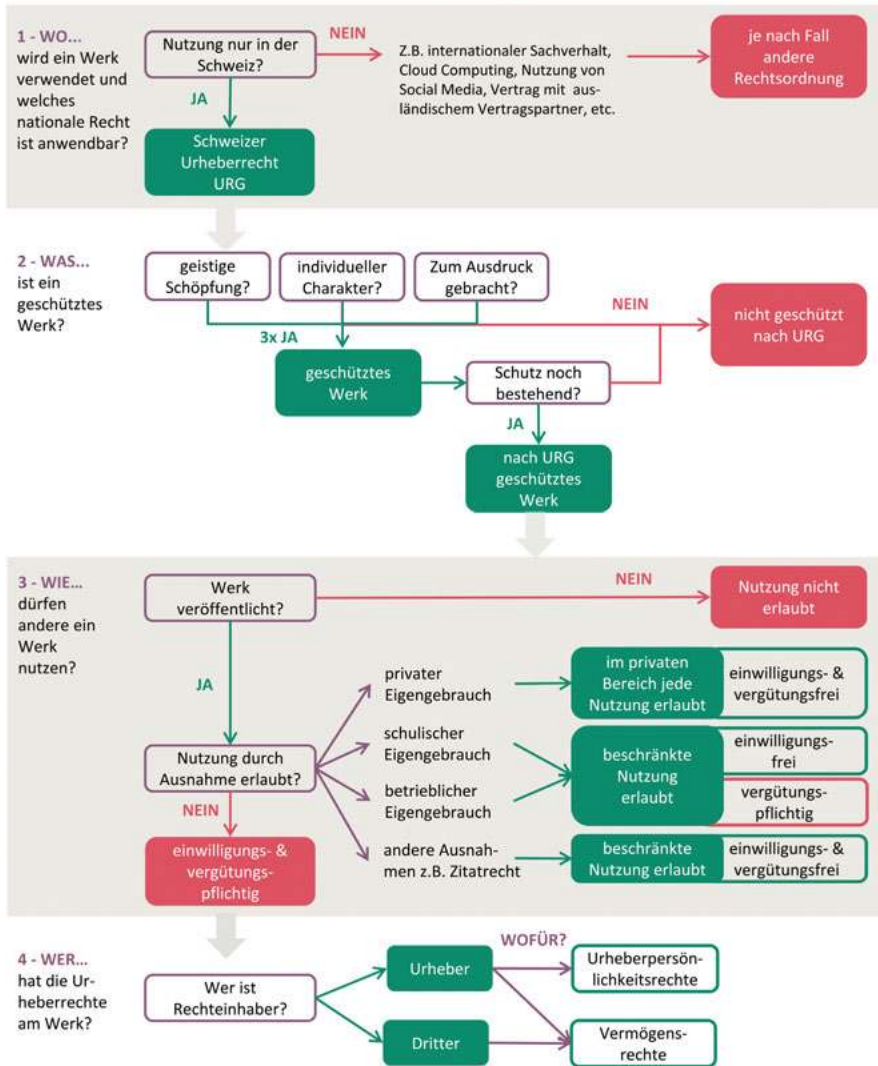 1 - WO...
wird ein Werk
verwendet und
welches
nationale Recht
ist anwendbar?
Nutzung nur in der
Schweiz?
NEIN
Z.B. internationaler Sachverhalt,
Cloud Computing, Nutzung von
Social Media, Vertrag mit aus-
ländischem Vertragspartner, etc.
je nach Fall
andere
Rechtsordnung
JA
Schweizer
Urheberrecht
URG
2 - WAS...
ist ein
geschütztes
Werk?
geistige
Schöpfung?
individueller
Charakter?
Zum Ausdruck
gebracht?
NEIN
nicht geschützt
nach URG
3x JA
geschütztes
Werk
Schutz noch
bestehend?
JA
nach URG
geschütztes
Werk
3 - WIE...
dürfen
andere ein
Werk
nutzen?
Werk
veröffentlicht?
NEIN
Nutzung nicht
erlaubt
JA
Nutzung durch
Ausnahme erlaubt?
NEIN
einwilligungs- &
vergütungs-
pflichtig
privater
Eigengebrauch
im privaten
Bereich jede
Nutzung erlaubt
einwilligungs- &
vergütungsfrei
schulischer
Eigengebrauch
betrieblicher
Eigengebrauch
beschränkte
Nutzung
erlaubt
einwilligungs-
frei
vergütungs-
pflichtig
andere Ausnah-
men z.B. Zitatrecht
beschränkte
Nutzung erlaubt
einwilligungs- &
vergütungsfrei
4 - WER...
hat die Ur-
heberrechte
am Werk?
Wer ist
Rechteinhaber?
Urheber
Dritter
WOFÜR?
Urheberpersön-
lichkeitsrechte
Vermögens-
rechte